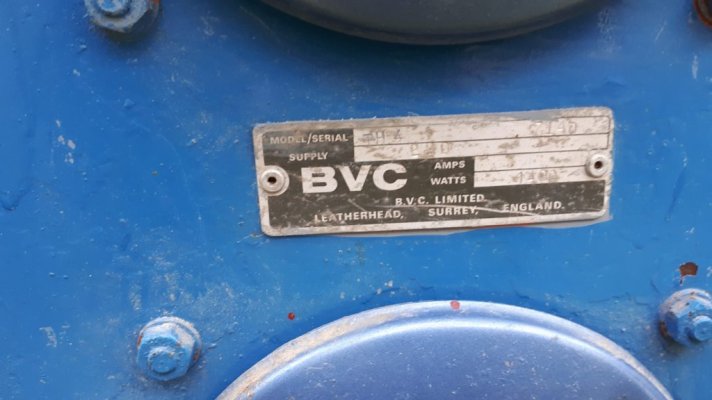 MODEL/SERIAL
SUPPLY
AMPS
BVC WATTS
B.V.C. LIMITED
LEATHERHEAD, SURREY, ENGLAND.